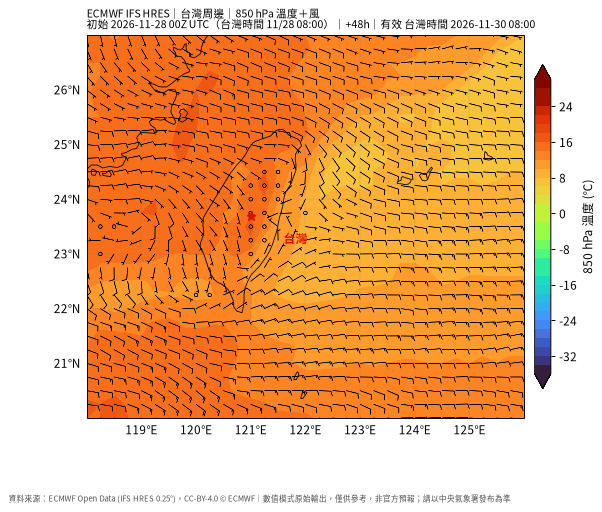 ECMWF IFS HRES｜台灣周邊｜850 hPa 溫度＋風
初始 2026-11-28 00Z UTC（台灣時間 11/28 08:00）｜+48h｜有效 台灣時間 2026-11-30 08:00
26°N
25°N
24°N
23°N
22°N
21°N
119°E 120°E 121°E 122°E 123°E 124°E 125°E
台灣
24
16
8
0
-8
-16
-24
-32
850 hPa 溫度 (°C)
資料來源：ECMWF Open Data (IFS HRES 0.25°)，CC-BY-4.0 © ECMWF｜數值模式原始輸出，僅供參考，非官方預報；請以中央氣象署發布為準